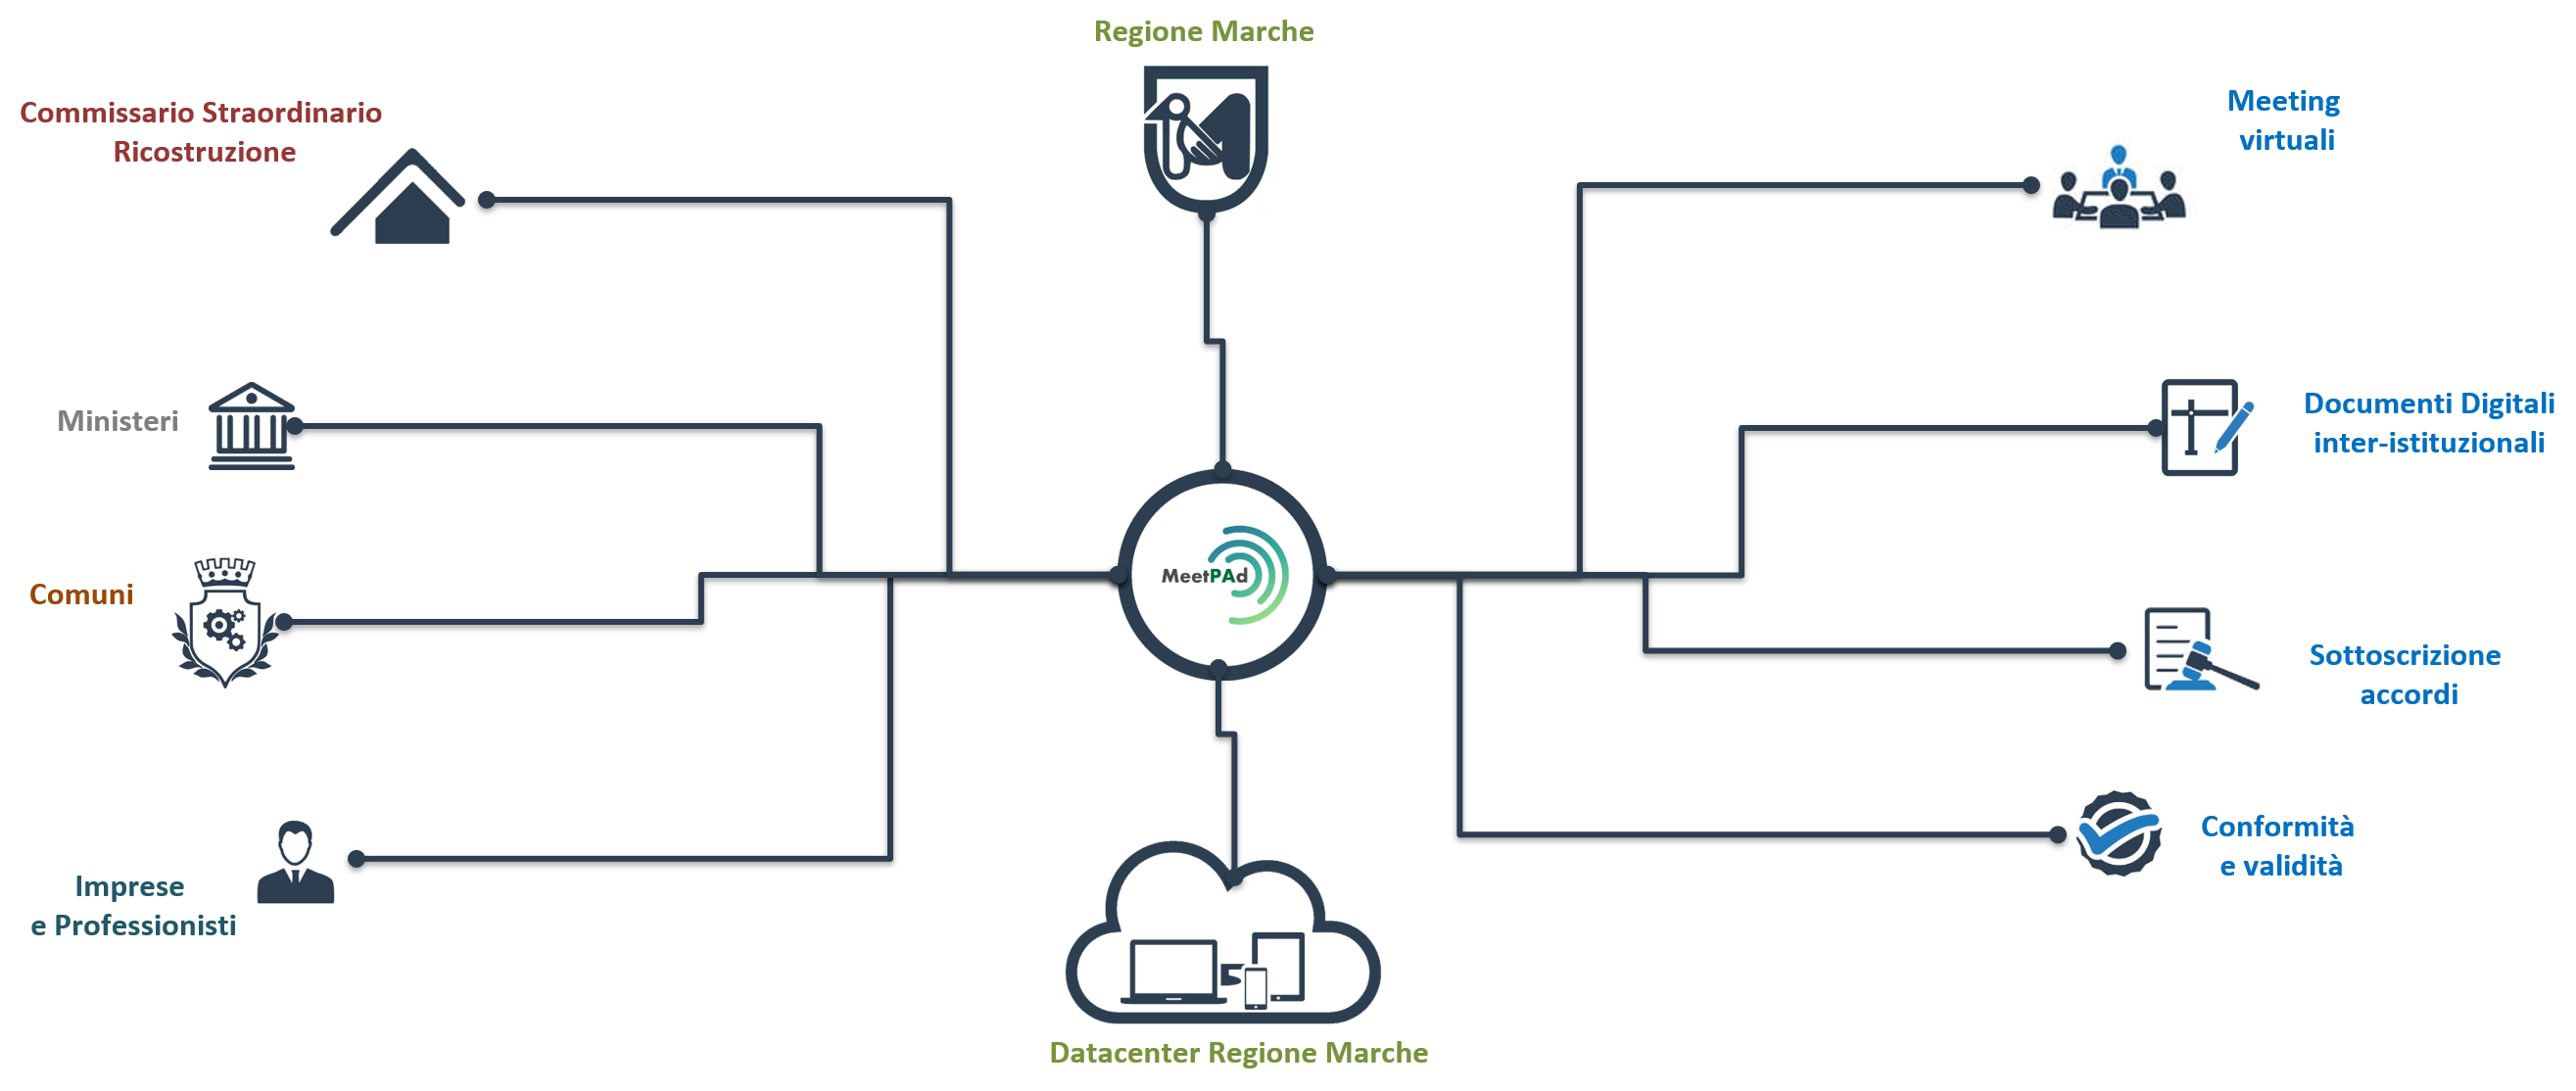 Regione Marche
Commissario Straordinario
Ricostruzione
Meeting
virtuali
Ministeri
Documenti Digitali
inter-istituzionali
Comuni
MeetPAd
Sottoscrizione
accordi
Imprese
e Professionisti
Conformità
e validità
Datacenter Regione Marche